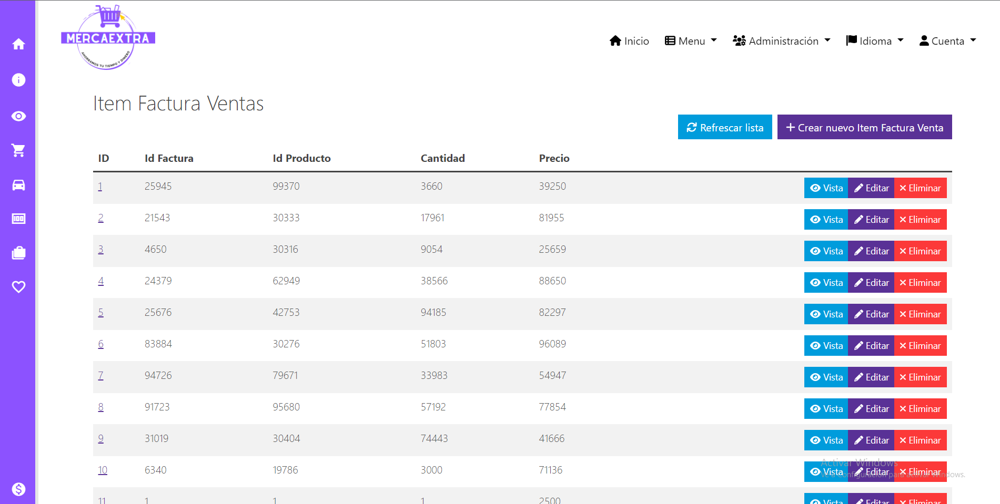 MERCAEXTRA
AHORRAMOS TU TIEMPO Y DINERO
Inicio Menu Administración Idioma Cuenta
Item Factura Ventas
Refrescar lista Crear nuevo Item Factura Venta
ID Id Factura Id Producto Cantidad Precio
1 25945 99370 3660 39250 Vista Editar Eliminar
2 21543 30333 17961 81955 Vista Editar Eliminar
3 4650 30316 9054 25659 Vista Editar Eliminar
4 24379 62949 38566 88650 Vista Editar Eliminar
5 25676 42753 94185 82297 Vista Editar Eliminar
6 83884 30276 51803 96089 Vista Editar Eliminar
7 94726 79671 33983 54947 Vista Editar Eliminar
8 91723 95680 57192 77854 Vista Editar Eliminar
9 31019 30404 74443 41666 Vista Editar Eliminar
10 6340 19786 3000 71136 Vista Editar Eliminar
Activar Windows
Ve a Configuración para activar Windows.
11 1 1 1 2500 Vista Editar Eliminar
100